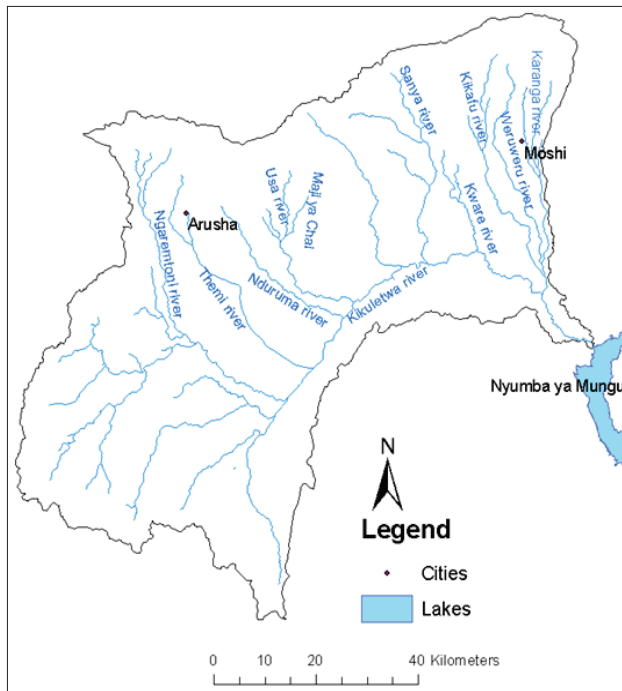 Sanya river
Kikafu river
Weruweru river
Karanga river
Moshi
Kware river
Usa river
Maji ya Chai
Arusha
Ngaremtoni river
Themi river
Nduruma river
Kikuletwa river
Nyumba ya Mungu
N
Legend
Cities
Lakes
0 10 20 40 Kilometers